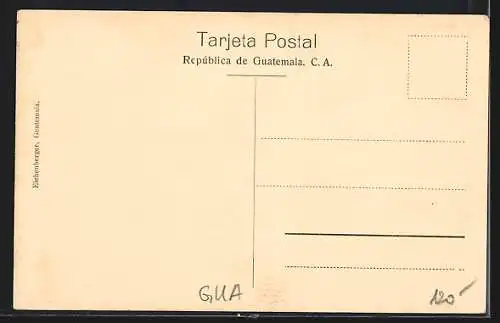 Tarjeta Postal
República de Guatemala. C. A.
Eichenberger, Guatemala.
GUA
120-